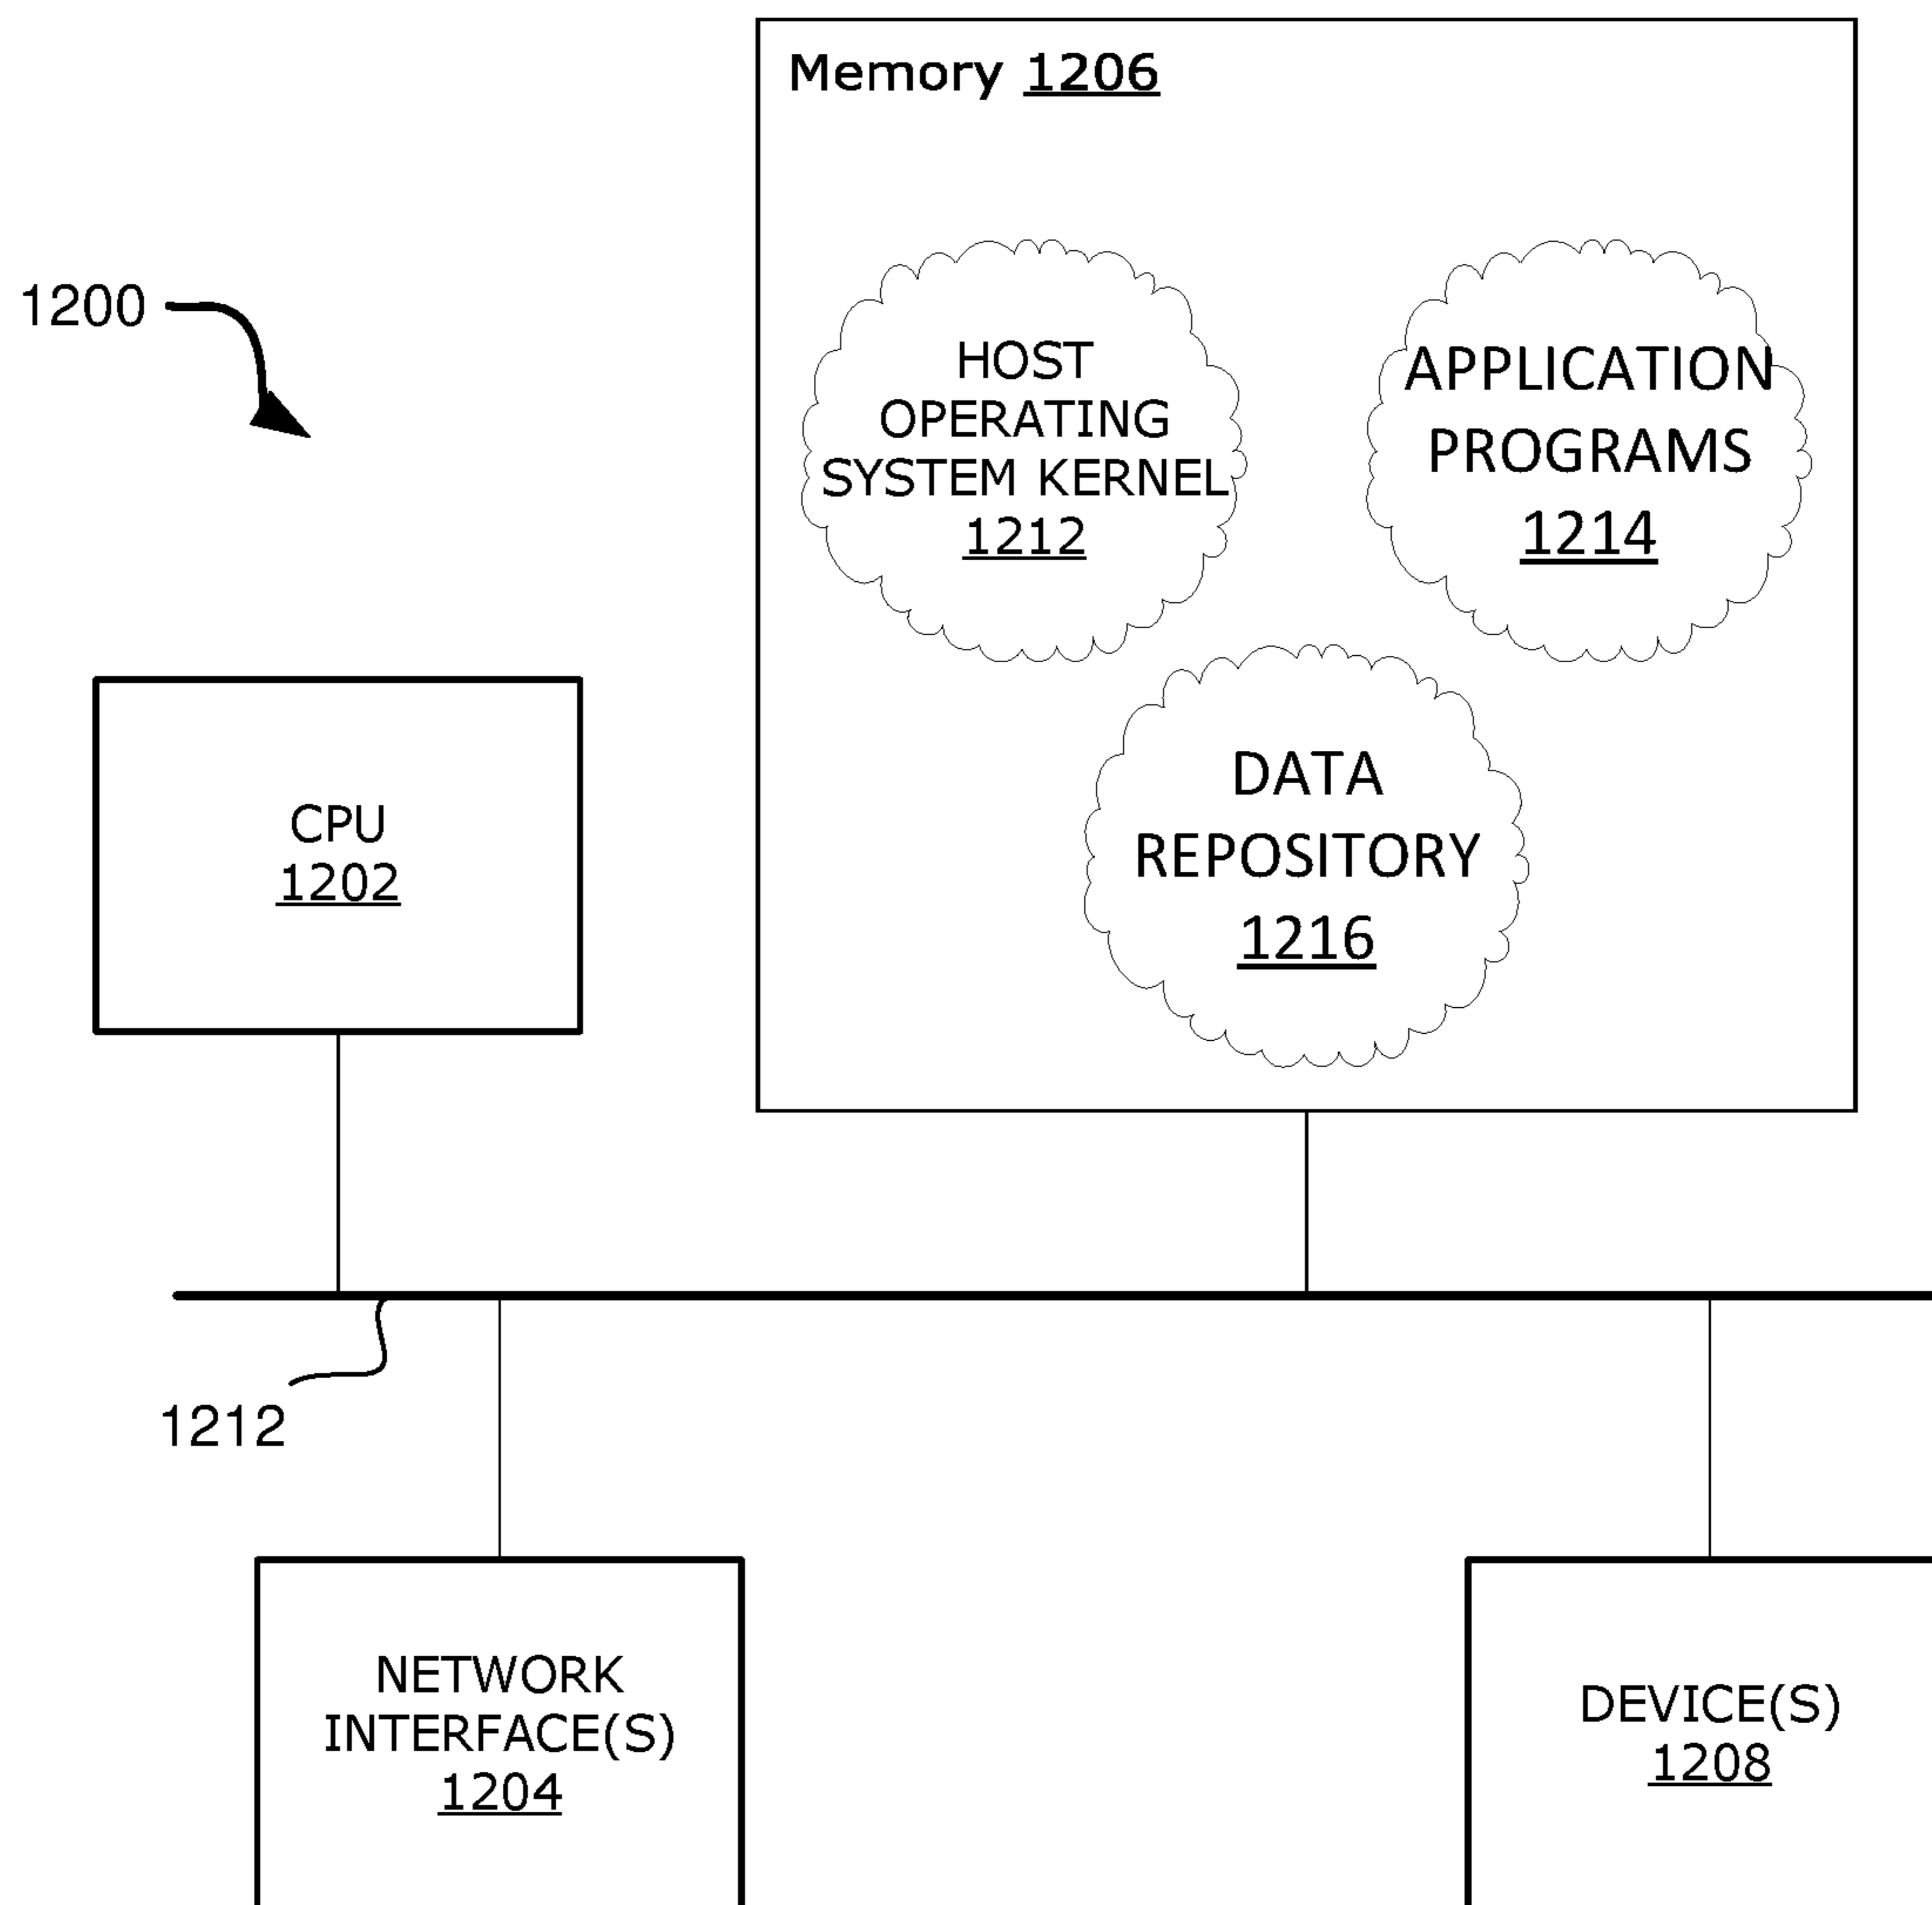 Memory 1206
1200
HOST
OPERATING
SYSTEM KERNEL
1212
APPLICATION
PROGRAMS
1214
DATA
REPOSITORY
1216
CPU
1202
1212
NETWORK
INTERFACE(S)
1204
DEVICE(S)
1208